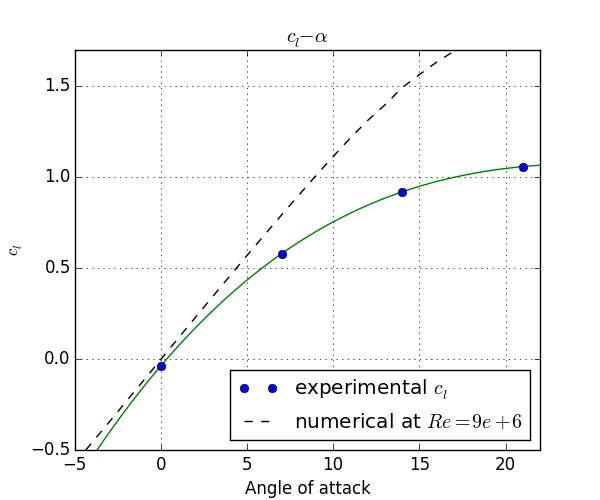 c_l−α
1.5
1.0
0.5
0.0
−0.5
c_l
−5 0 5 10 15 20
Angle of attack
experimental c_l
numerical at Re=9e+6